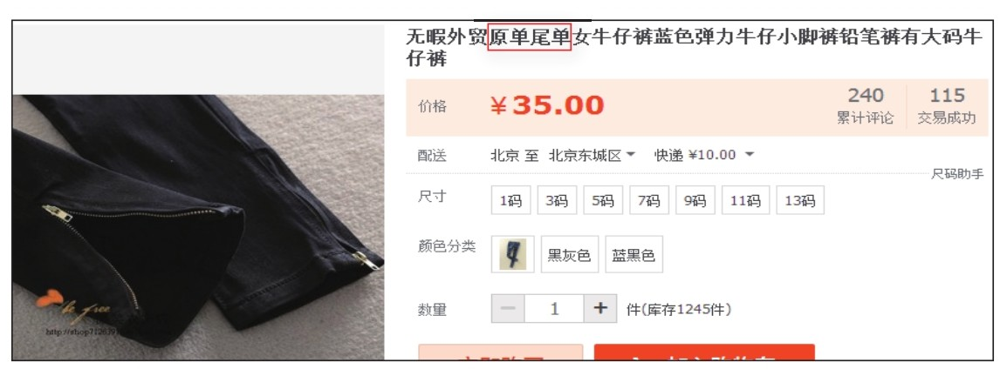 无暇外贸原单尾单女牛仔裤蓝色弹力牛仔小脚裤铅笔裤有大码牛
仔裤
价格 ¥35.00
240 累计评论
115 交易成功
配送 北京 至 北京东城区 快递 ¥10.00
尺码助手
尺寸 1码 3码 5码 7码 9码 11码 13码
颜色分类 黑灰色 蓝黑色
数量 1 件(库存1245件)
be free